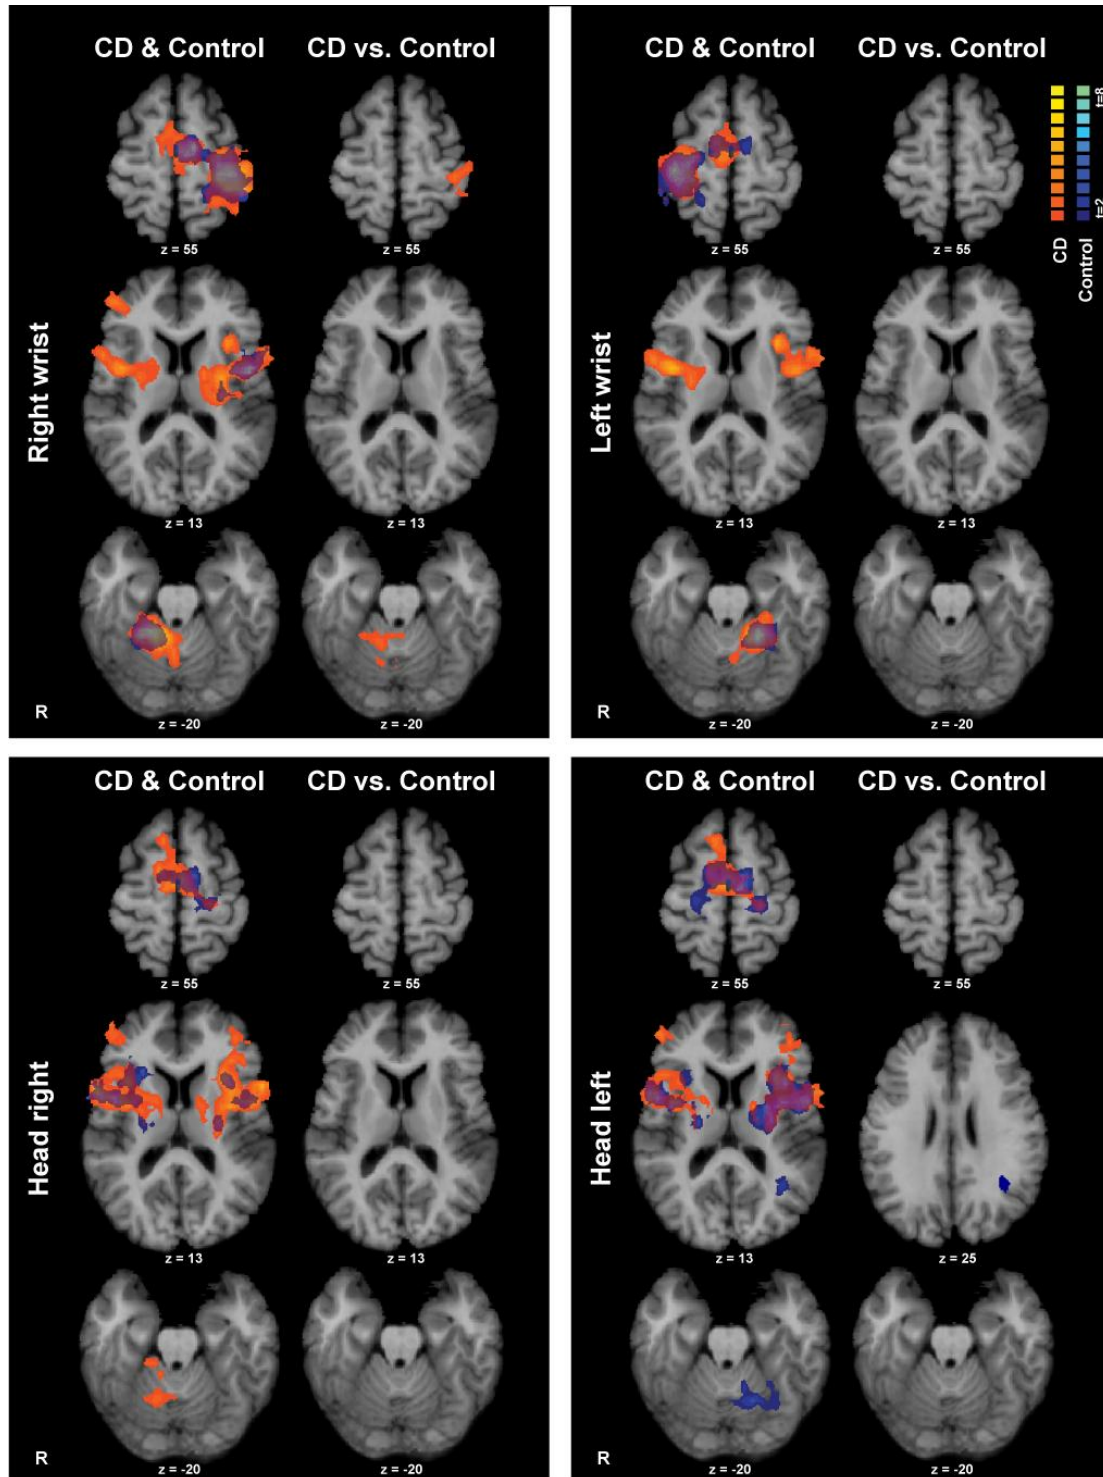 CD & Control
CD vs. Control
z = 55
z = 55
Right wrist
z = 13
z = 13
R
z = -20
z = -20
CD & Control
CD vs. Control
t=8
t=2
CD
Control
z = 55
z = 55
Left wrist
z = 13
z = 13
R
z = -20
z = -20
CD & Control
CD vs. Control
z = 55
z = 55
Head right
z = 13
z = 13
R
z = -20
z = -20
CD & Control
CD vs. Control
z = 55
z = 55
Head left
z = 13
z = 25
R
z = -20
z = -20